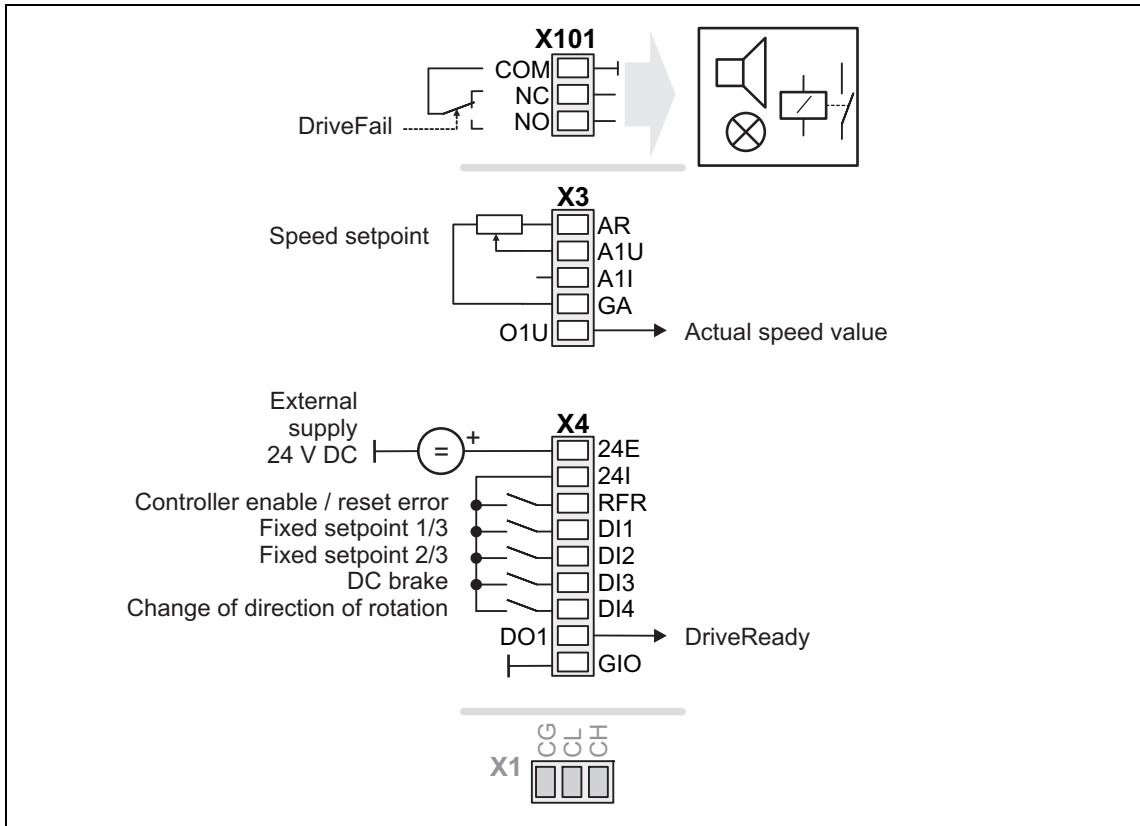 X101
COM
NC
NO
DriveFail
X3
Speed setpoint
AR
A1U
A1I
GA
O1U
Actual speed value
External
supply
24 V DC
=
+
X4
24E
24I
Controller enable / reset error
RFR
Fixed setpoint 1/3
DI1
Fixed setpoint 2/3
DI2
DC brake
DI3
Change of direction of rotation
DI4
DO1
DriveReady
GIO
X1
CG
CL
CH